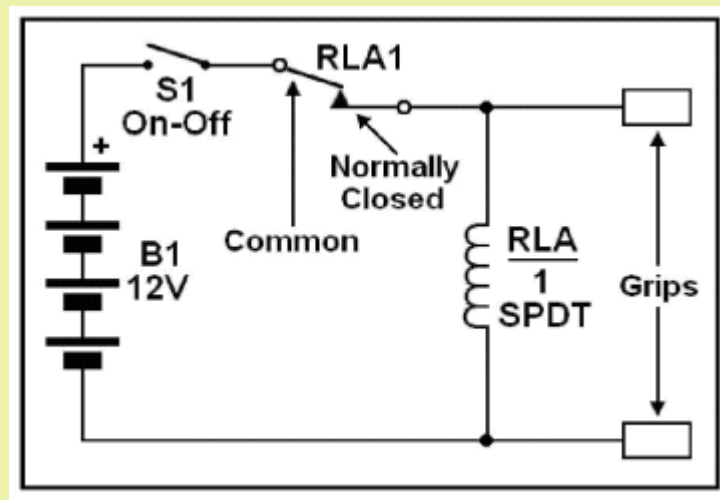 RLA1
S1
On-Off
+
Normally
Closed
Common
B1
12V
RLA
1
SPDT
Grips